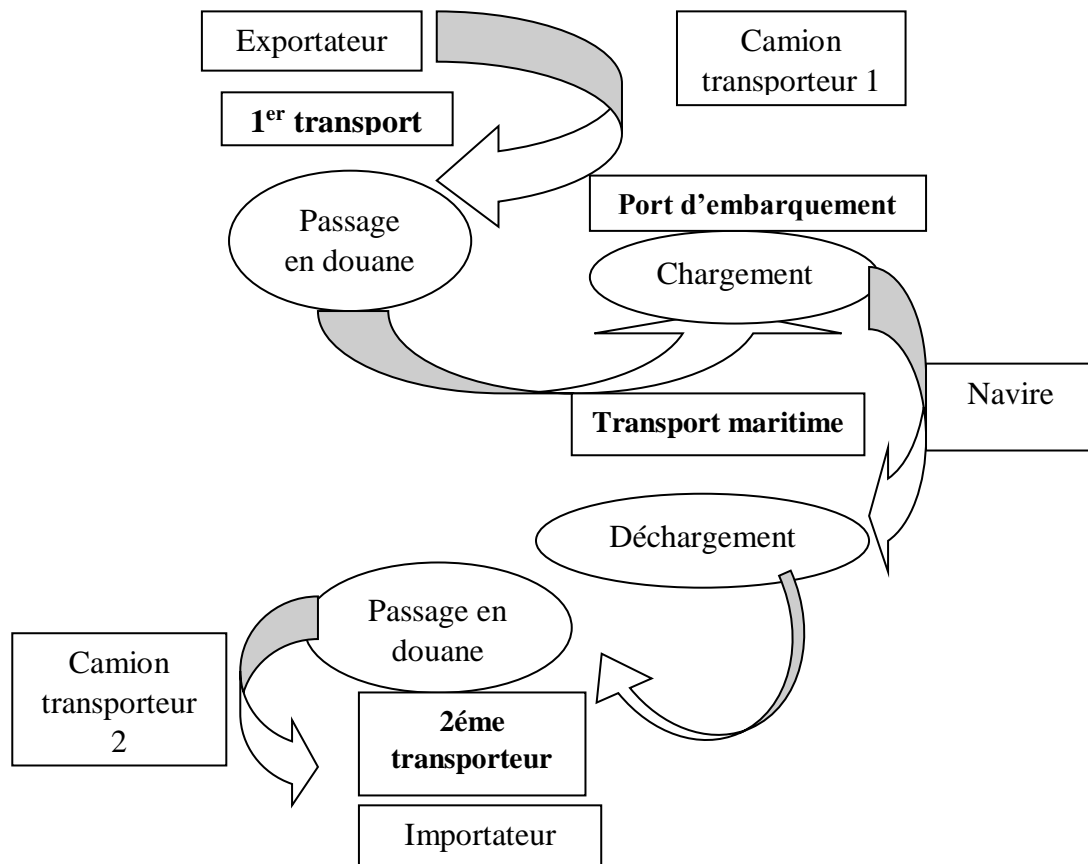 Exportateur
Camion
transporteur 1
1er transport
Passage
en douane
Port d’embarquement
Chargement
Navire
Transport maritime
Déchargement
Passage en
douane
Camion
transporteur
2
2éme
transporteur
Importateur